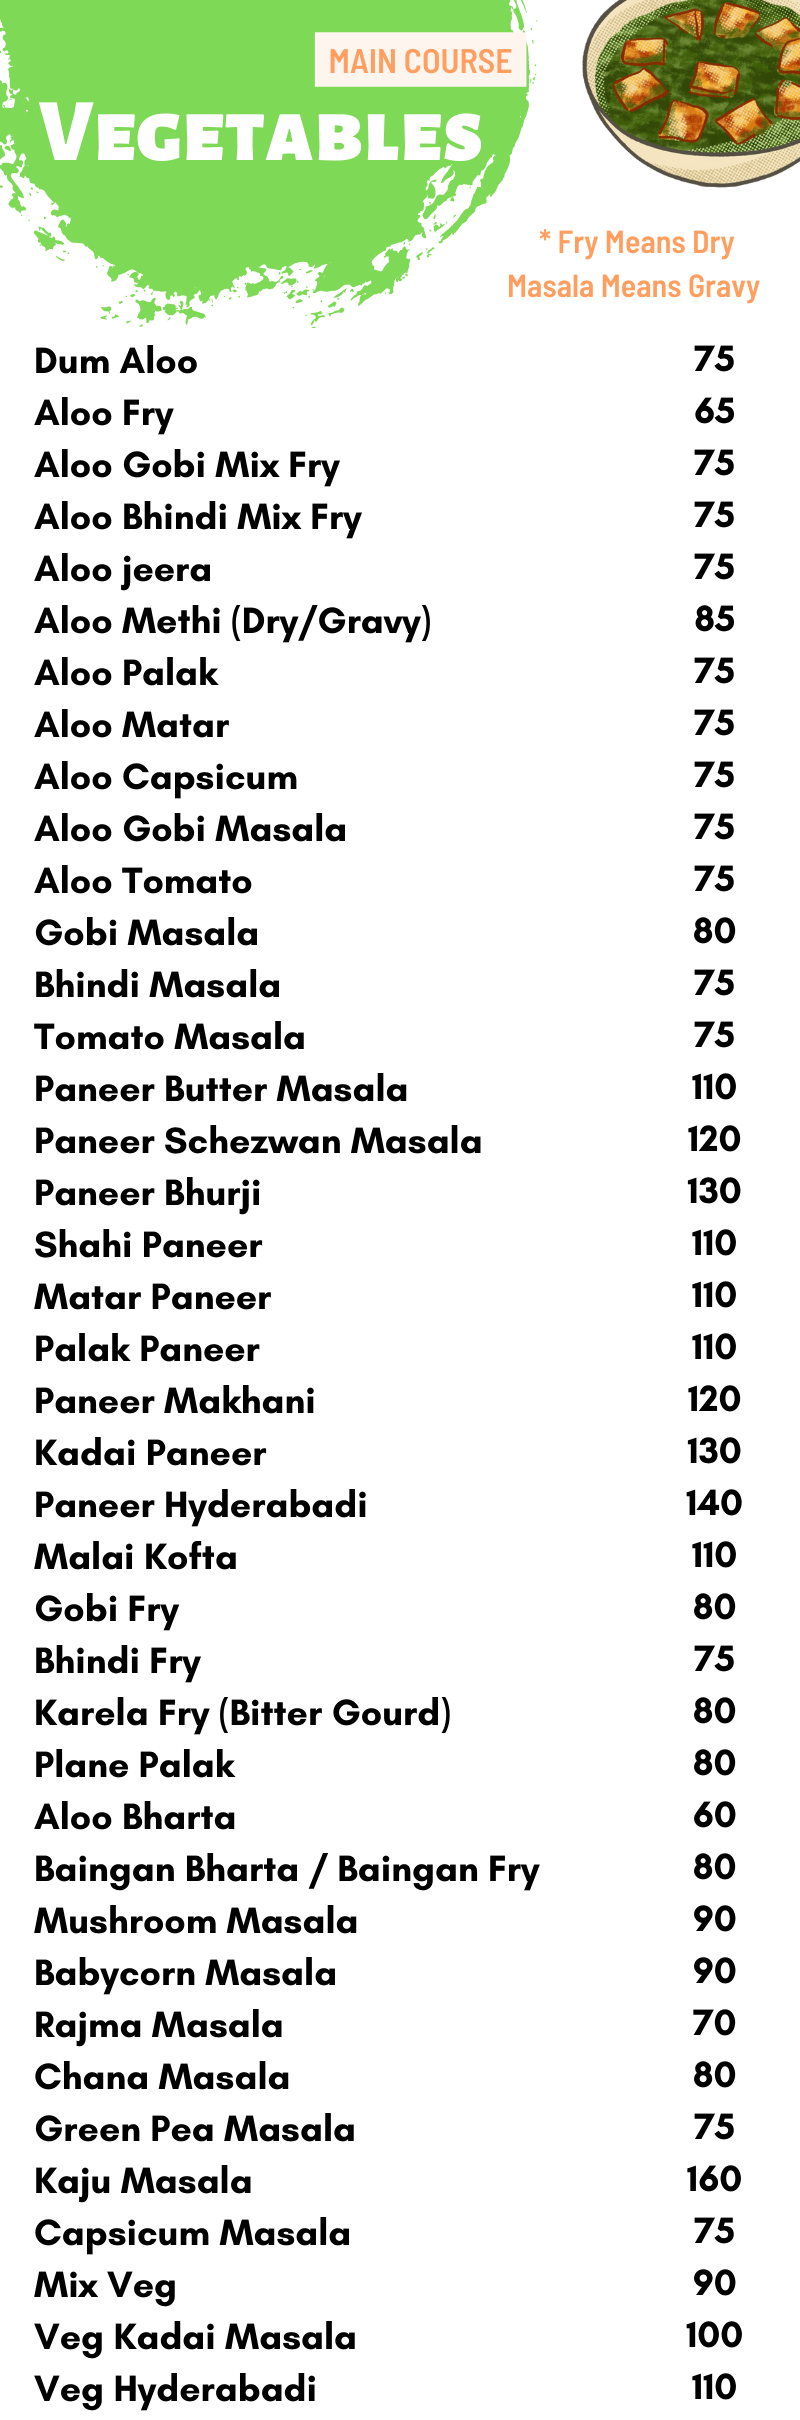 MAIN COURSE
VEGETABLES
* Fry Means Dry
Masala Means Gravy
Dum Aloo 75
Aloo Fry 65
Aloo Gobi Mix Fry 75
Aloo Bhindi Mix Fry 75
Aloo jeera 75
Aloo Methi (Dry/Gravy) 85
Aloo Palak 75
Aloo Matar 75
Aloo Capsicum 75
Aloo Gobi Masala 75
Aloo Tomato 75
Gobi Masala 80
Bhindi Masala 75
Tomato Masala 75
Paneer Butter Masala 110
Paneer Schezwan Masala 120
Paneer Bhurji 130
Shahi Paneer 110
Matar Paneer 110
Palak Paneer 110
Paneer Makhani 120
Kadai Paneer 130
Paneer Hyderabadi 140
Malai Kofta 110
Gobi Fry 80
Bhindi Fry 75
Karela Fry (Bitter Gourd) 80
Plane Palak 80
Aloo Bharta 60
Baingan Bharta / Baingan Fry 80
Mushroom Masala 90
Babycorn Masala 90
Rajma Masala 70
Chana Masala 80
Green Pea Masala 75
Kaju Masala 160
Capsicum Masala 75
Mix Veg 90
Veg Kadai Masala 100
Veg Hyderabadi 110